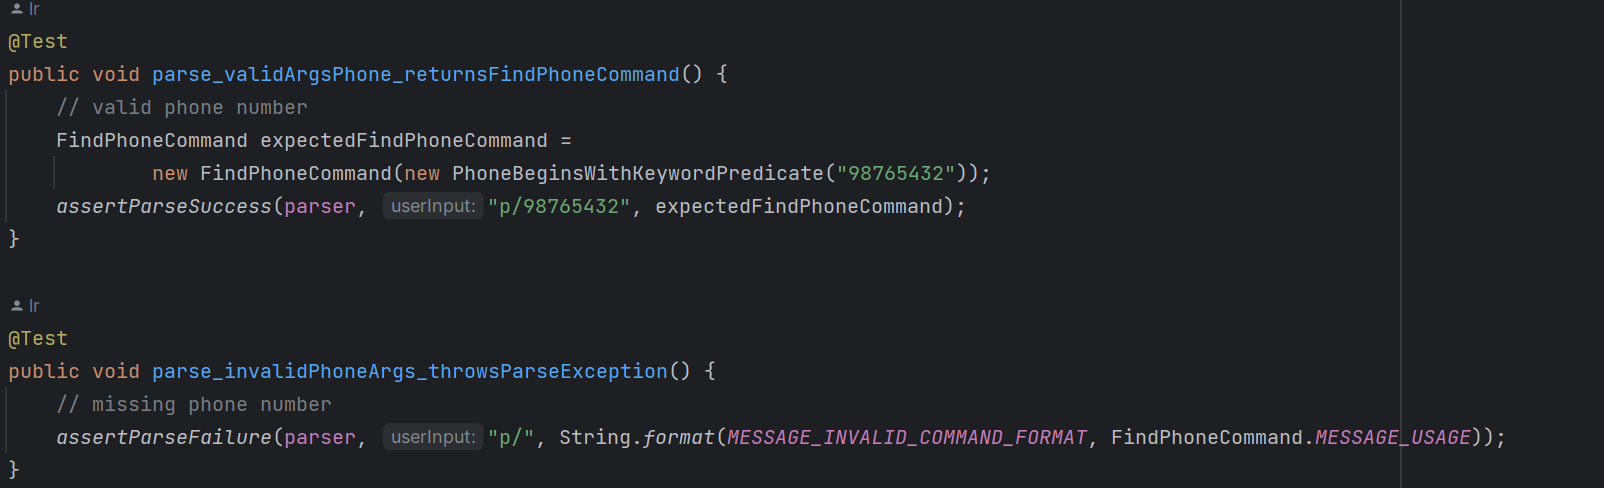 lr
@Test
public void parse_validArgsPhone_returnsFindPhoneCommand() {
// valid phone number
FindPhoneCommand expectedFindPhoneCommand =
new FindPhoneCommand(new PhoneBeginsWithKeywordPredicate("98765432"));
assertParseSuccess(parser, userInput: "p/98765432", expectedFindPhoneCommand);
}
lr
@Test
public void parse_invalidPhoneArgs_throwsParseException() {
// missing phone number
assertParseFailure(parser, userInput: "p/", String.format(MESSAGE_INVALID_COMMAND_FORMAT, FindPhoneCommand.MESSAGE_USAGE));
}